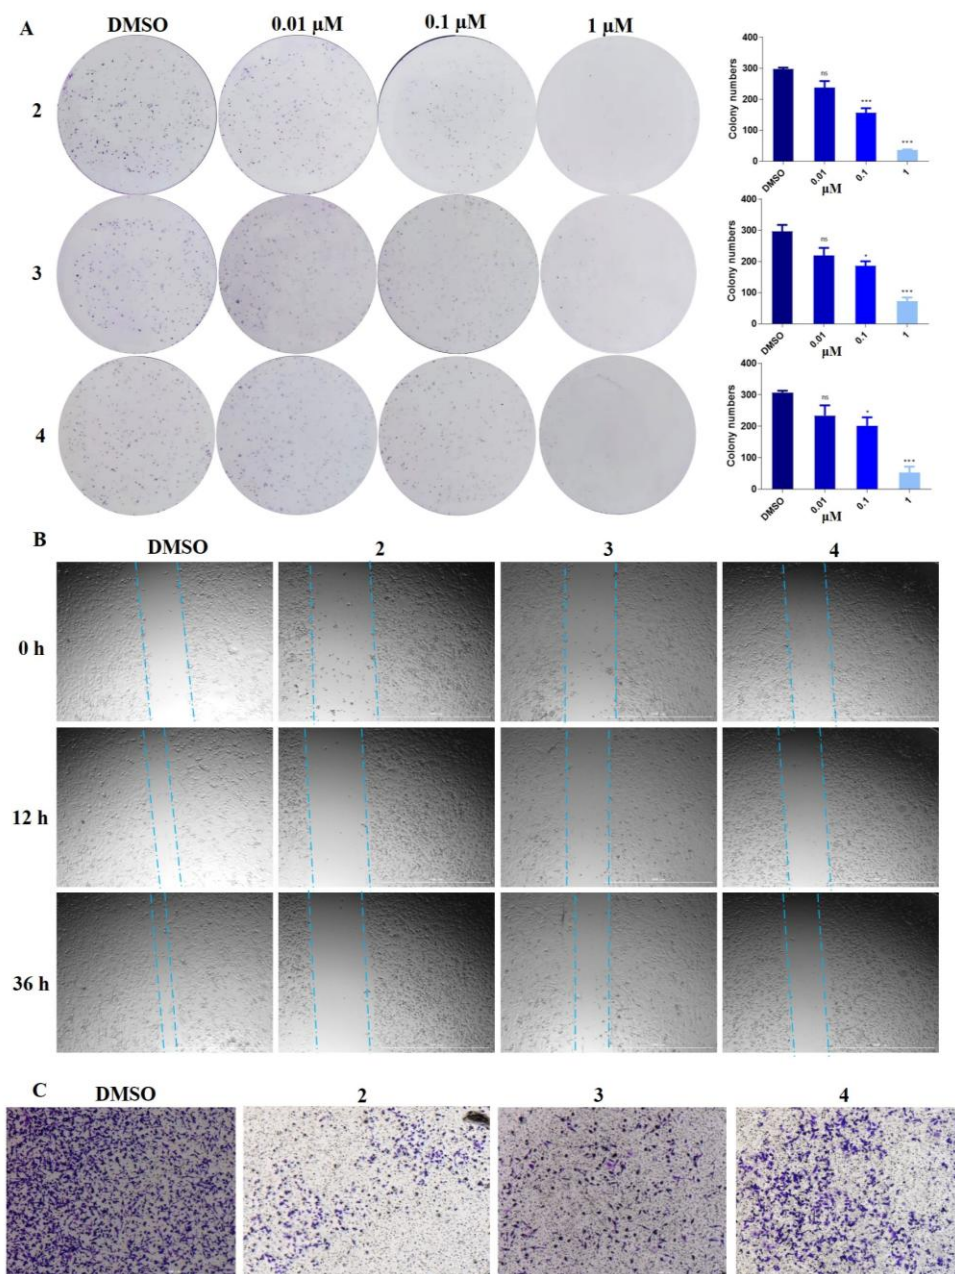 A
DMSO
0.01 μM
0.1 μM
1 μM
2
3
4
Colony numbers
400
300
200
100
0
ns
***
***
DMSO
0.01
0.1
1
μM
Colony numbers
400
300
200
100
0
ns
*
***
DMSO
0.01
0.1
1
μM
Colony numbers
400
300
200
100
0
ns
*
***
DMSO
0.01
0.1
1
μM
B
DMSO
2
3
4
0 h
12 h
36 h
C
DMSO
2
3
4